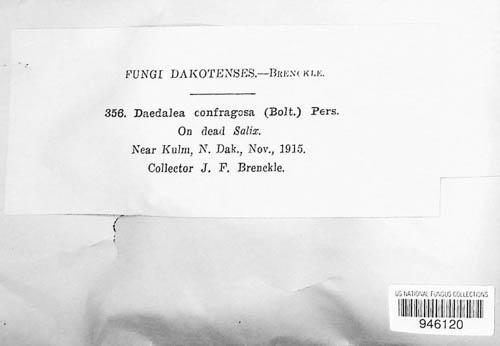 FUNGI DAKOTENSES.—BRENCKLE.
356. Daedalea confragosa (Bolt.) Pers.
On dead Salix.
Near Kulm, N. Dak., Nov., 1915.
Collector J. F. Brenckle.
US NATIONAL FUNGUS COLLECTIONS
946120